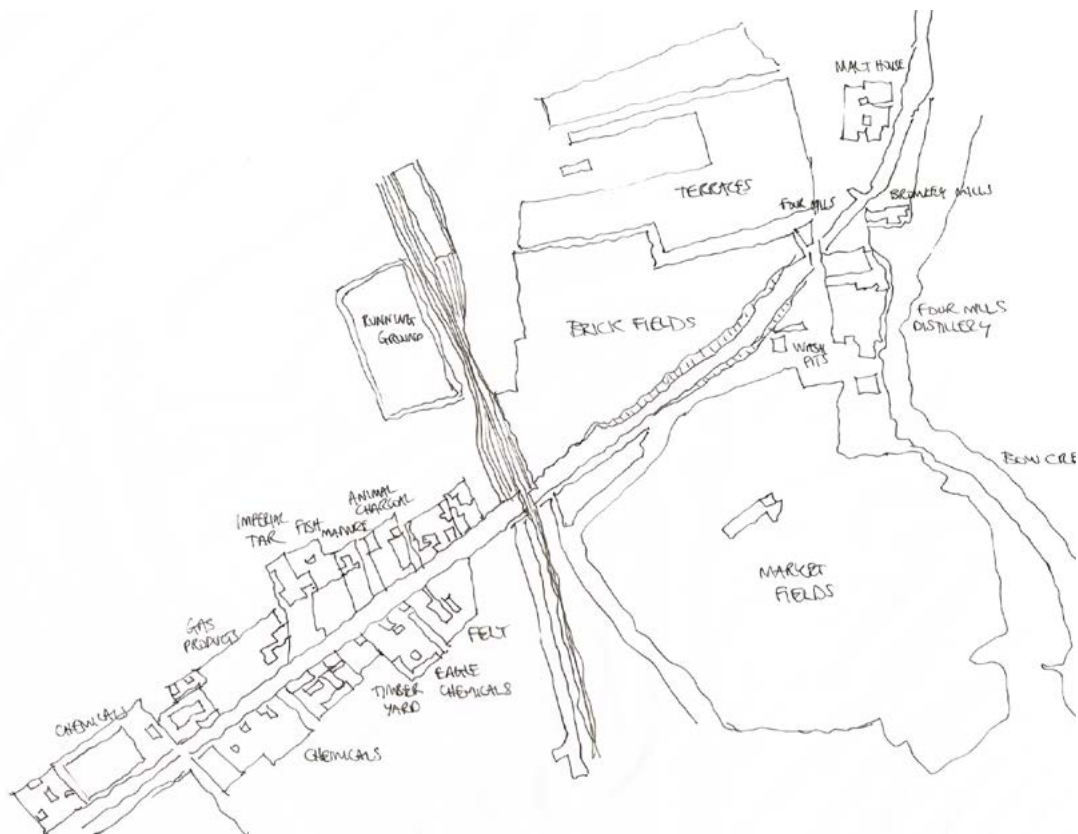 MALT HOUSE
TERRACES
FOUR MILLS
BROMLEY MILLS
RUNNING
GROUND
BRICK FIELDS
FOUR MILLS
DISTILLERY
WASH
PITS
BOW CRE
ANIMAL
CHARCOAL
IMPERIAL
TAR
FISH
MANURE
MARKET
FIELDS
GAS
PRODUCTS
FELT
EAGLE
CHEMICALS
TIMBER
YARD
CHEMICALS
CHEMICALS